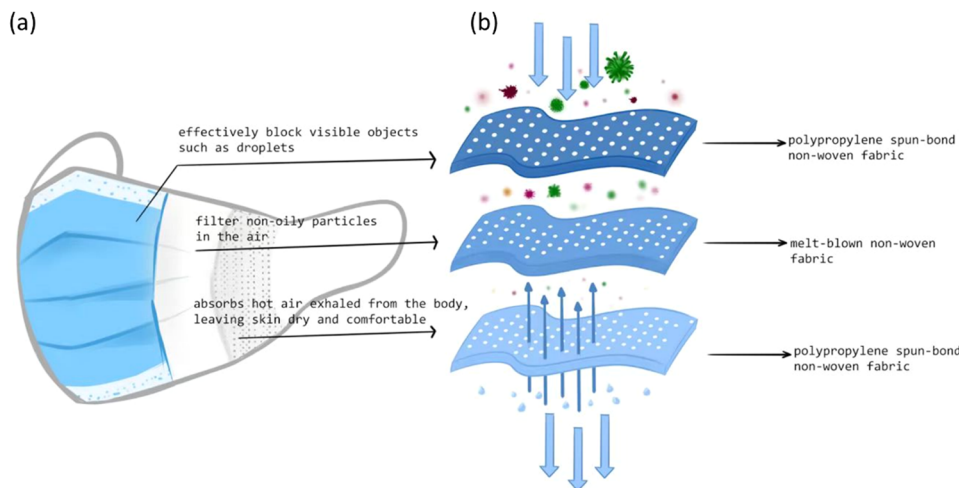 (a)
(b)
effectively block visible objects
such as droplets
polypropylene spun-bond
non-woven fabric
filter non-oily particles
in the air
melt-blown non-woven
fabric
absorbs hot air exhaled from the body,
leaving skin dry and comfortable
polypropylene spun-bond
non-woven fabric